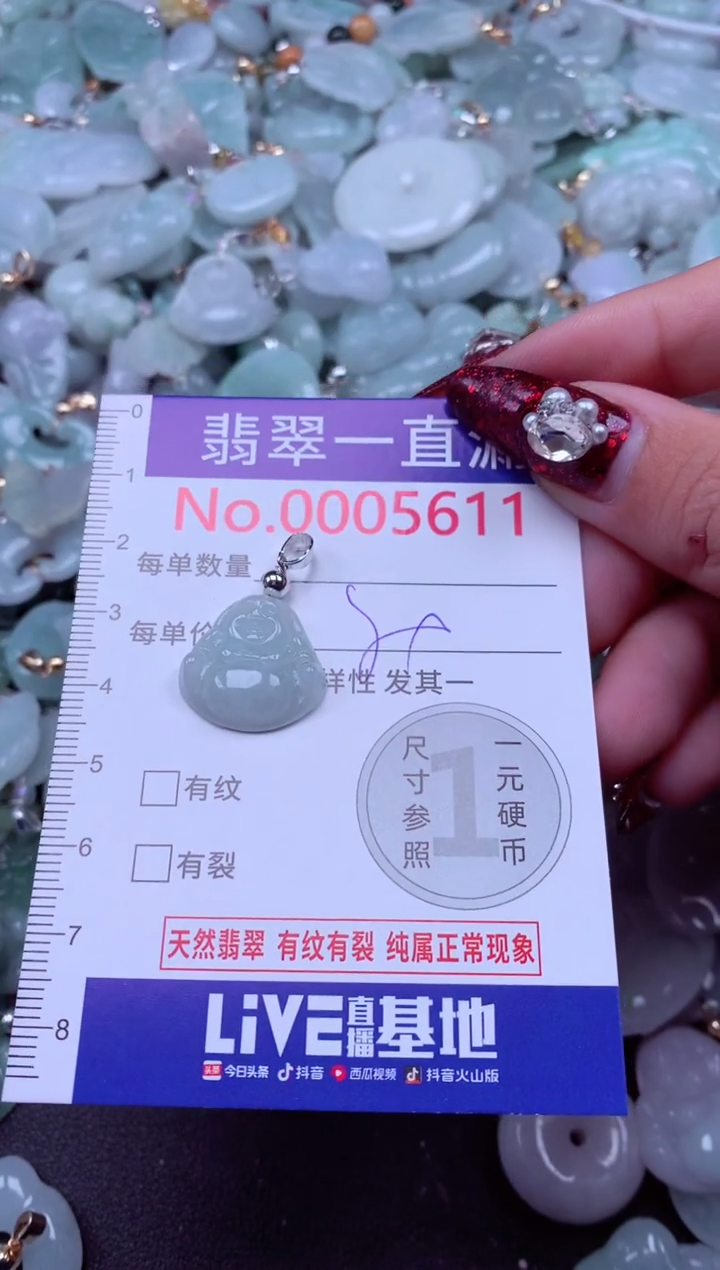 0
翡翠一直漏
1
No.0005611
2
每单数量
3
每单价
4
样性 发其一
5
有纹
尺寸参照
1
一元硬币
6
有裂
7
天然翡翠 有纹有裂 纯属正常现象
8
LiVE直播基地
头条 今日头条 抖音 西瓜视频 抖音火山版